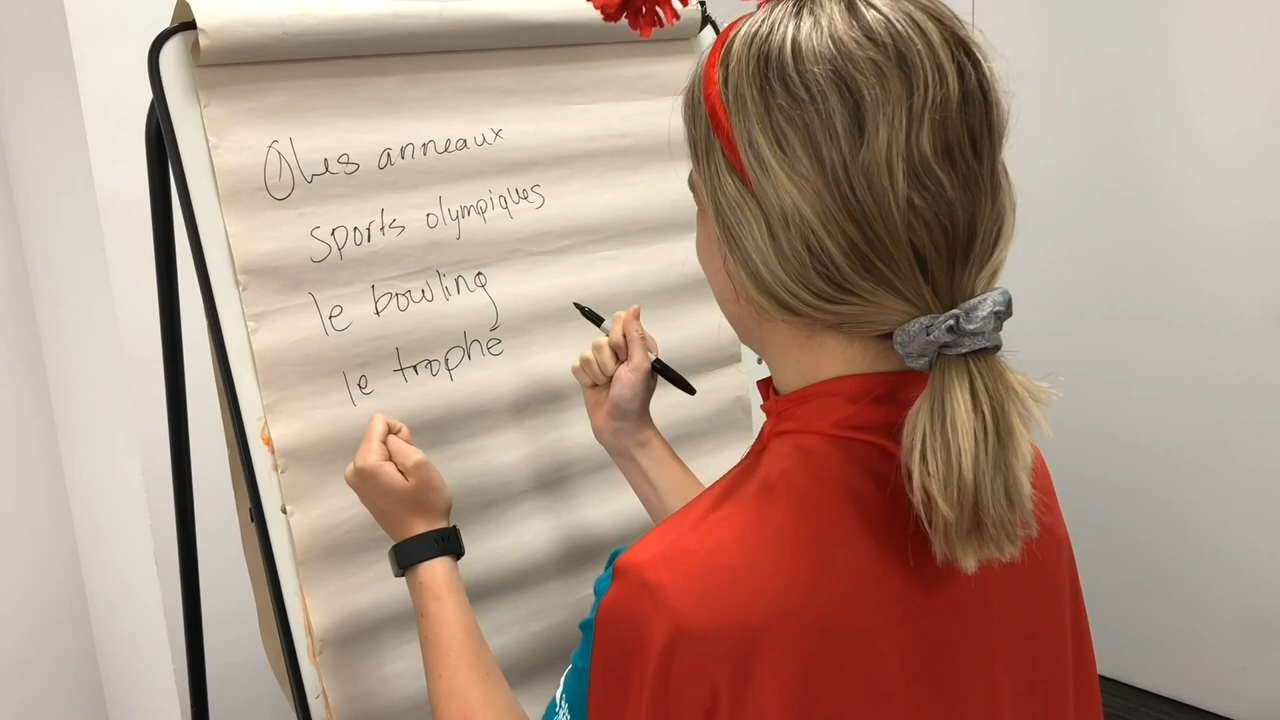 les anneaux
sports olympiques
le bowling
le trophé